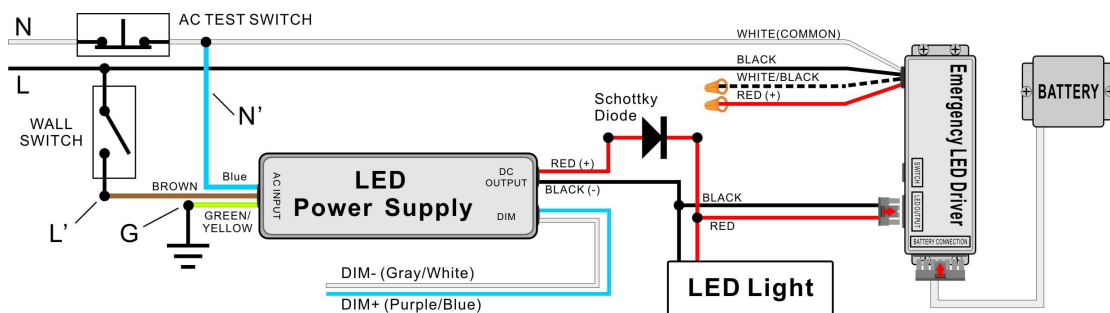 N
AC TEST SWITCH
WHITE(COMMON)
L
BLACK
WHITE/BLACK
RED (+)
Emergency LED Driver
BATTERY
WALL
SWITCH
N’
Schottky
Diode
Blue
BROWN
AC INPUT
LED
Power Supply
DC
OUTPUT
DIM
RED (+)
BLACK (-)
BLACK
RED
SWITCH
LED OUTPUT
BATTERY CONNECTION
L’
G
GREEN/
YELLOW
DIM- (Gray/White)
DIM+ (Purple/Blue)
LED Light